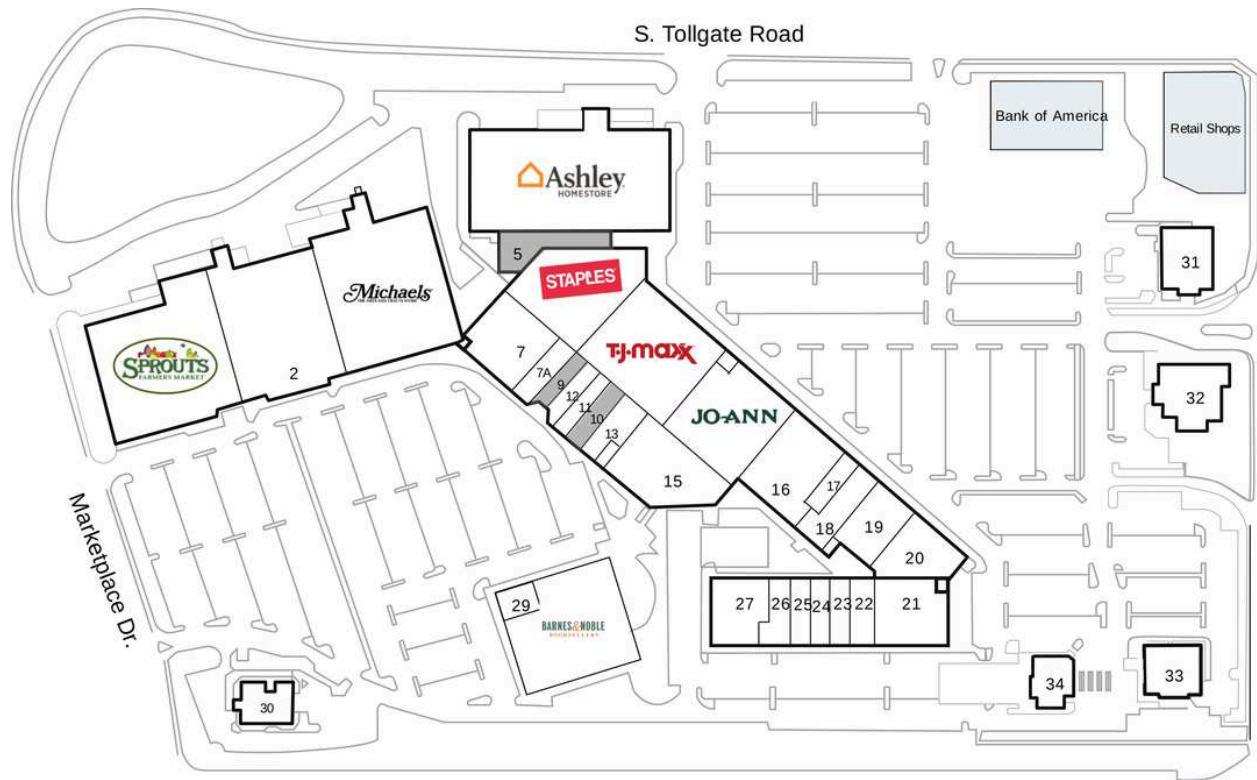 S. Tollgate Road
Bank of America
Retail Shops
Ashley
HOMESTORE
5
STAPLES
31
Michaels
SPROUTS
FARMERS MARKET
2
7
T.J.maxx
7A
9
12
11
10
13
JO-ANN
32
15
16
17
18
19
20
Marketplace Dr.
29
BARNES&NOBLE
BOOKSELLERS
27
26
25
24
23
22
21
30
34
33